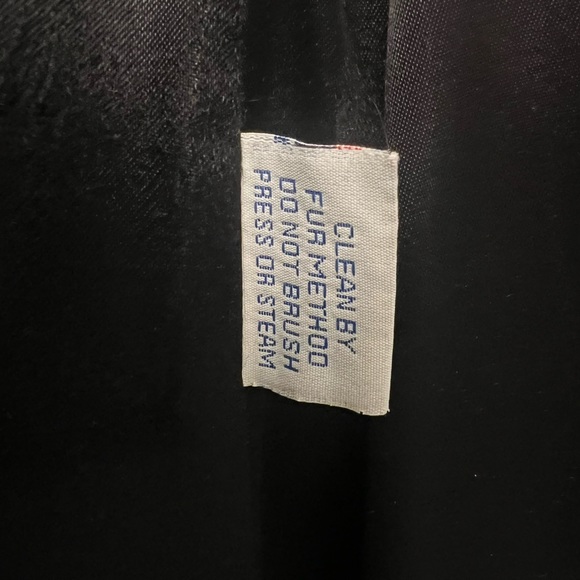 CLEAN BY
FUR METHOD
DO NOT BRUSH
PRESS OR STEAM